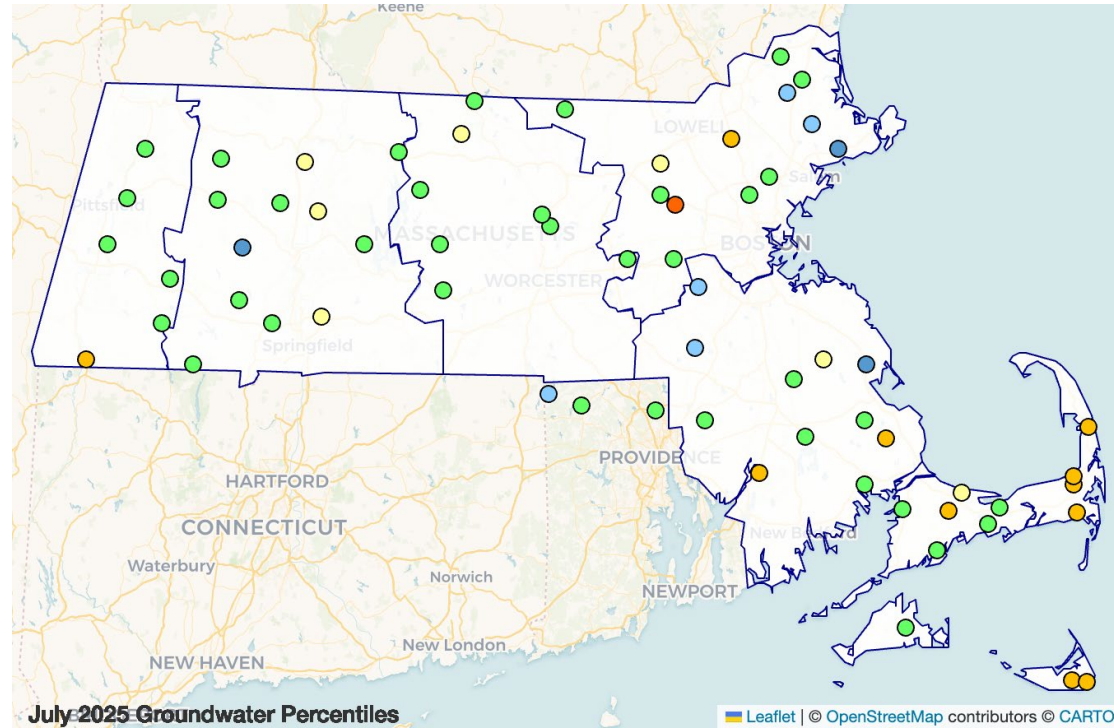 Keene
LOWELL
Salem
Pittsfield
MASSACHUSETTS
BOSTON
WORCESTER
Springfield
PROVIDENCE
HARTFORD
CONNECTICUT
New Bedford
Waterbury
Norwich
NEWPORT
New London
NEW HAVEN
July 2025 Groundwater Percentiles
Leaflet | © OpenStreetMap contributors © CARTO